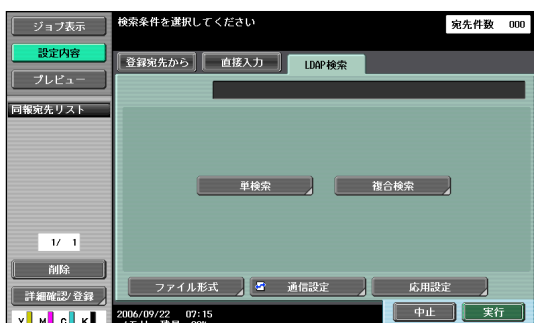 ジョブ表示
検索条件を選択してください
宛先件数 000
設定内容
登録宛先から
直接入力
LDAP検索
プレビュー
同報宛先リスト
単検索
複合検索
1/ 1
削除
ファイル形式
通信設定
応用設定
詳細確認/登録
2006/09/22 07:15
中止
実行
Y M C K